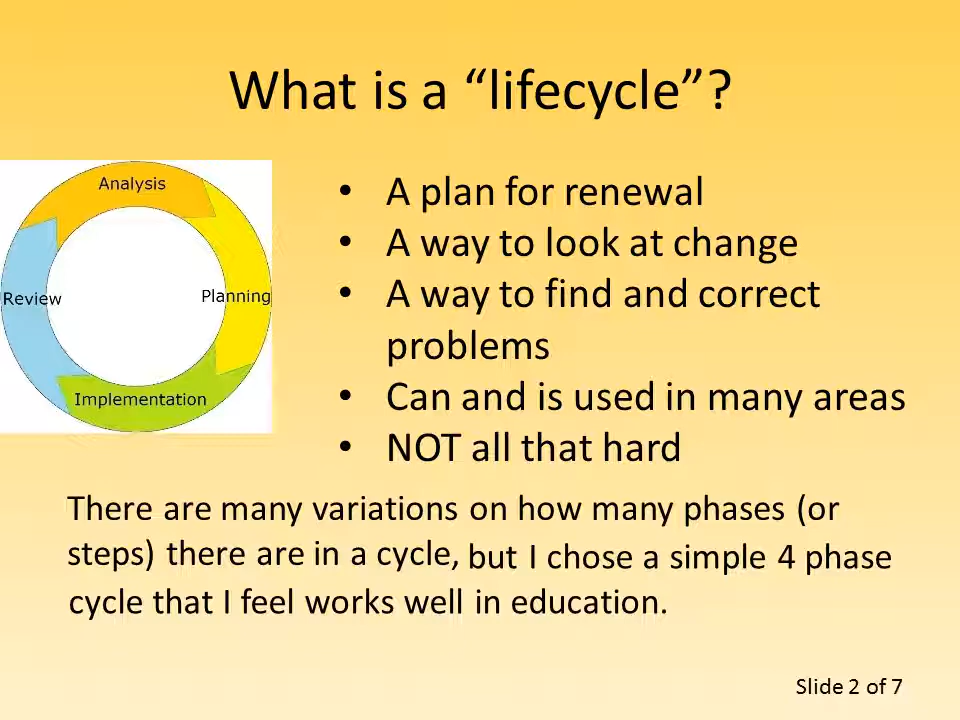 What is a “lifecycle”?
Analysis
Planning
Implementation
Review
• A plan for renewal
• A way to look at change
• A way to find and correct
problems
• Can and is used in many areas
• NOT all that hard
There are many variations on how many phases (or
steps) there are in a cycle, but I chose a simple 4 phase
cycle that I feel works well in education.
Slide 2 of 7